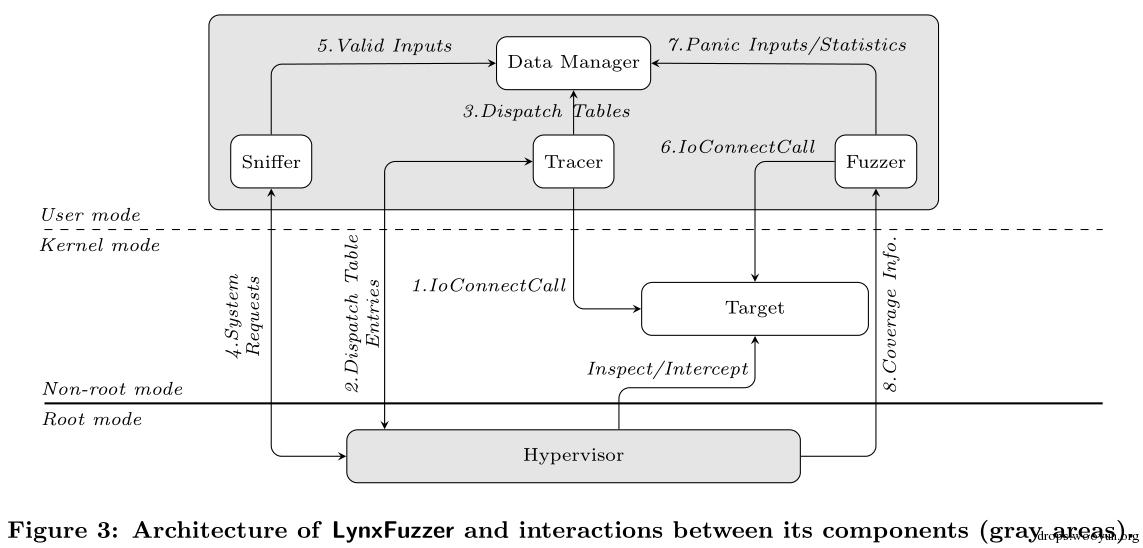 5.Valid Inputs
7.Panic Inputs/Statistics
Data Manager
3.Dispatch Tables
6.IoConnectCall
Sniffer
Tracer
Fuzzer
User mode
Kernel mode
4.System
Requests
2.Dispatch Table
Entries
1.IoConnectCall
8.Coverage Info.
Target
Inspect/Intercept
Non-root mode
Root mode
Hypervisor
Figure 3: Architecture of LynxFuzzer and interactions between its components (gray areas).
drops.wooyun.org